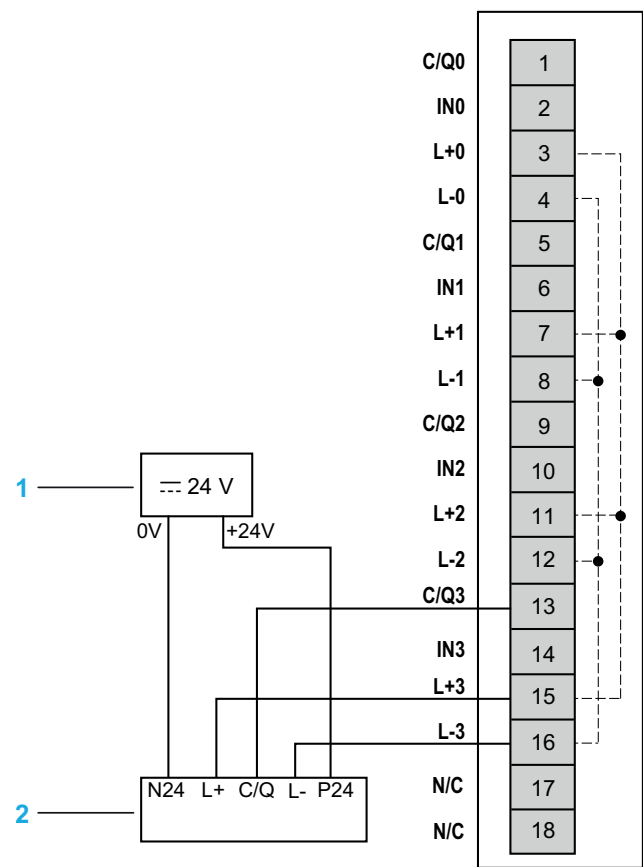 C/Q0 1
IN0 2
L+0 3
L-0 4
C/Q1 5
IN1 6
L+1 7
L-1 8
C/Q2 9
IN2 10
L+2 11
L-2 12
C/Q3 13
IN3 14
L+3 15
L-3 16
N/C 17
N/C 18
1 24 V
0V +24V
2 N24 L+ C/Q L- P24